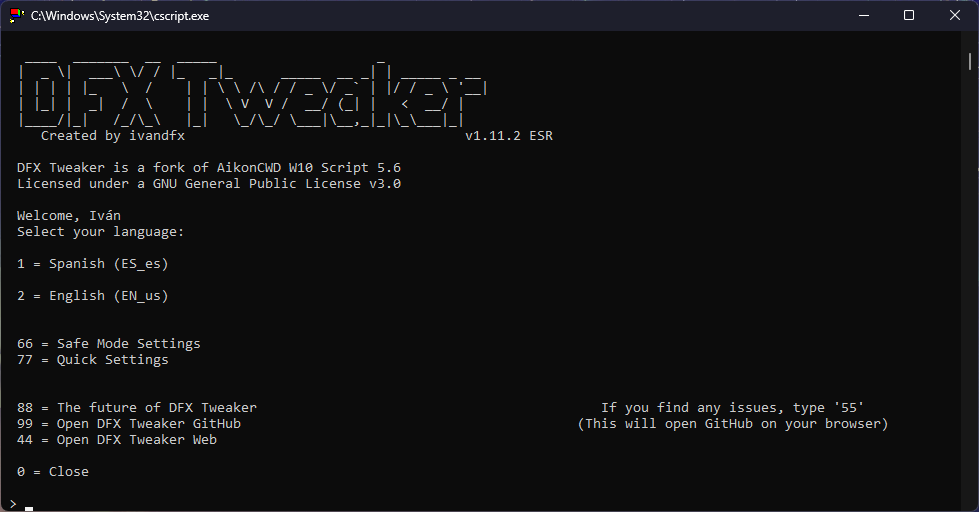 C:\Windows\System32\cscript.exe
DFX Tweaker
Created by ivandfx v1.11.2 ESR
DFX Tweaker is a fork of AikonCWD W10 Script 5.6
Licensed under a GNU General Public License v3.0
Welcome, Iván
Select your language:
1 = Spanish (ES_es)
2 = English (EN_us)
66 = Safe Mode Settings
77 = Quick Settings
88 = The future of DFX Tweaker If you find any issues, type '55'
99 = Open DFX Tweaker GitHub (This will open GitHub on your browser)
44 = Open DFX Tweaker Web
0 = Close
> _